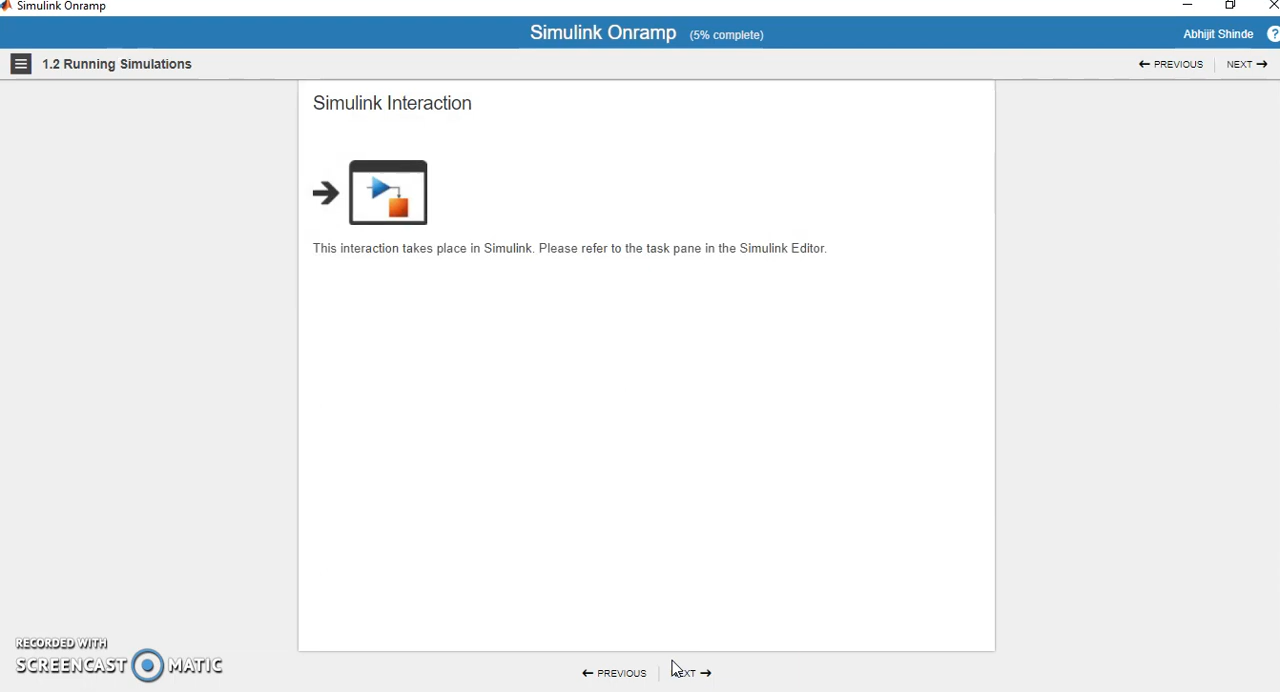 Simulink Onramp
Simulink Onramp (5% complete)
Abhijit Shinde ?
1.2 Running Simulations
← PREVIOUS NEXT →
Simulink Interaction
This interaction takes place in Simulink. Please refer to the task pane in the Simulink Editor.
RECORDED WITH
SCREENCAST MATIC
← PREVIOUS NEXT →